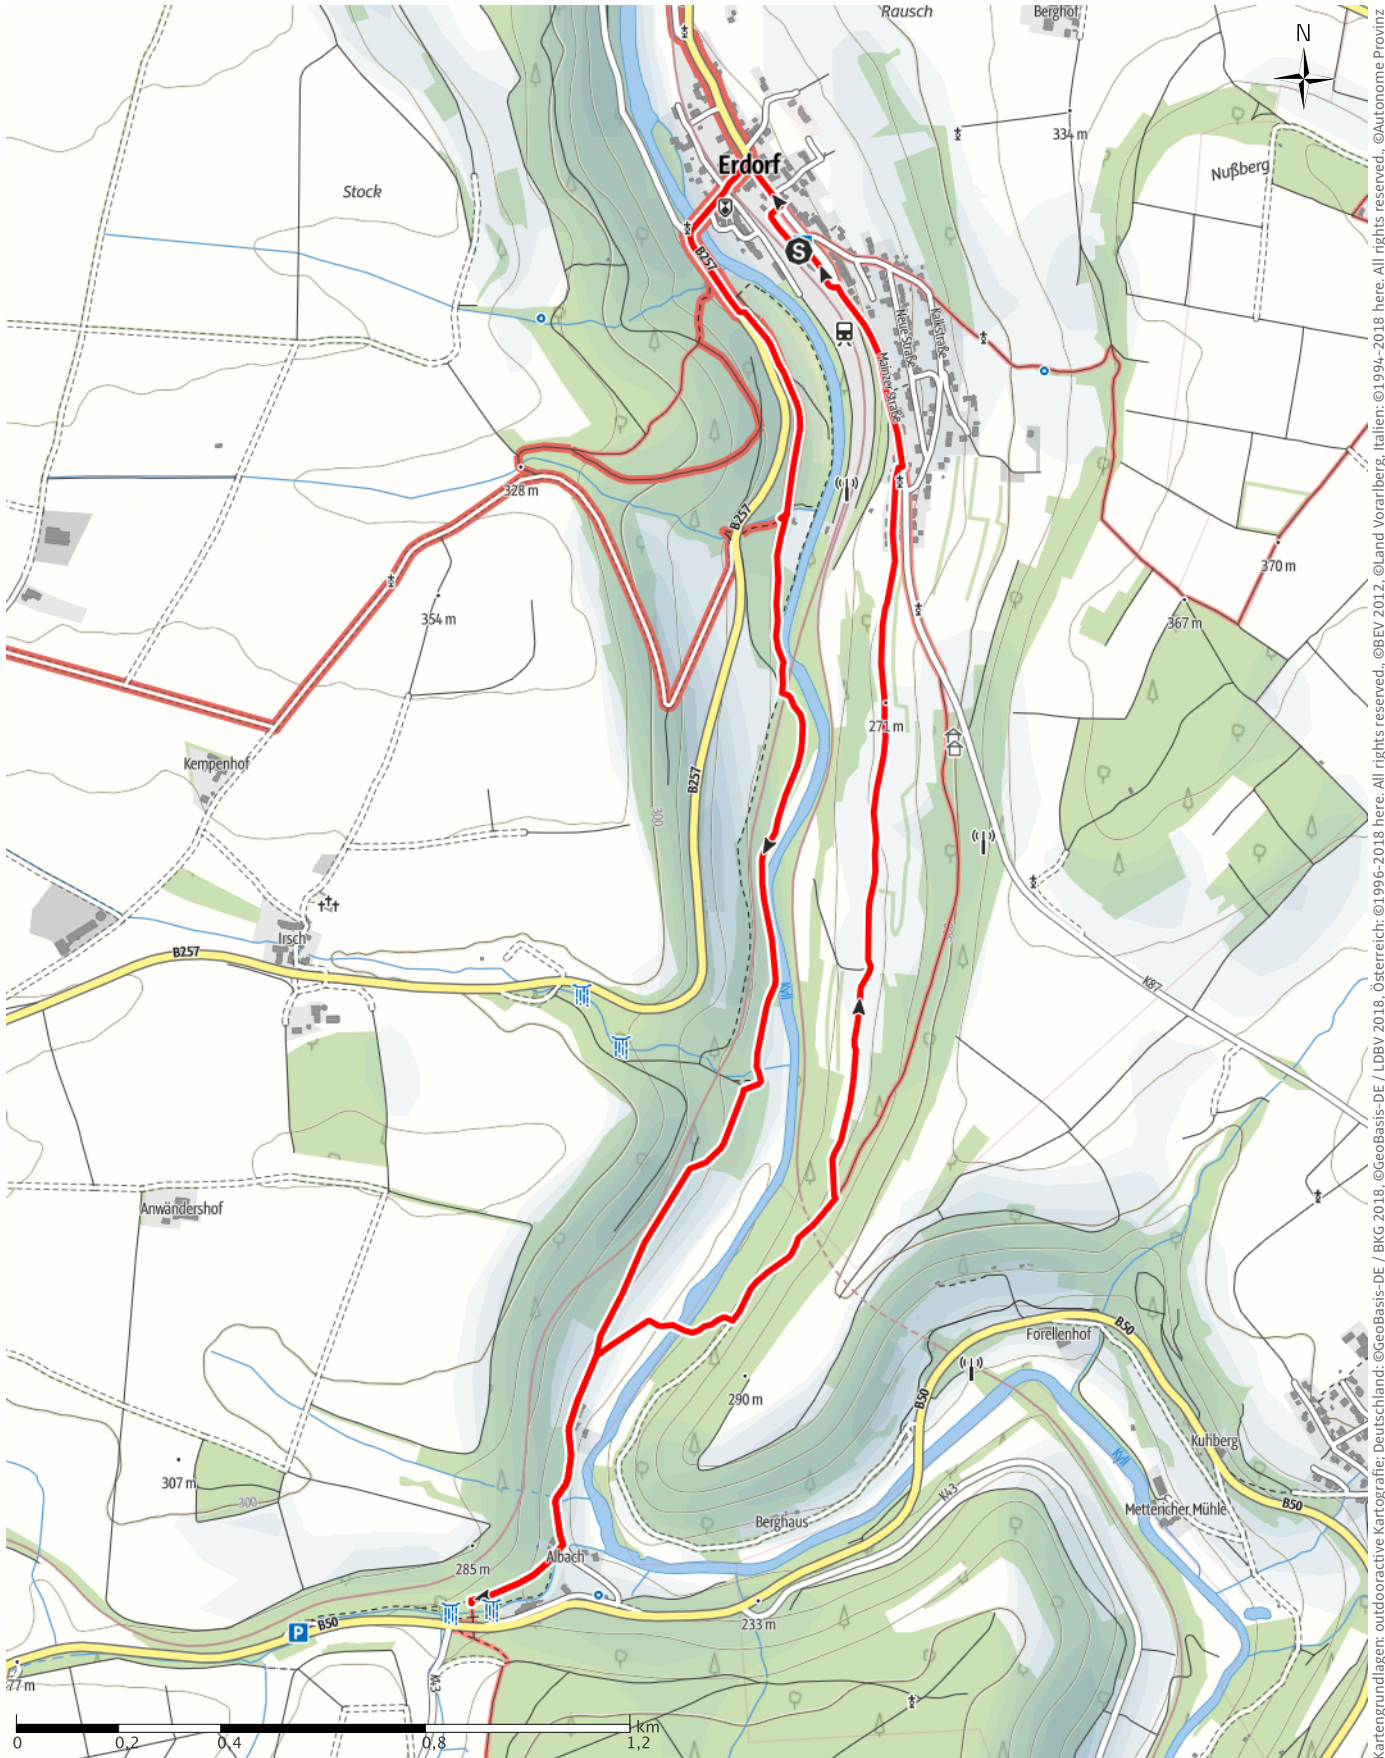 Rausch
Berghof
N
334 m
Erdorf
Nußberg
Stock
S
B257
Neue Straße
Kalkstraße
Mainzer Straße
328 m
B257
370 m
354 m
367 m
271 m
Kempenhof
B257
300
Irsch
B257
Kyll
K87
Anwändershof
Forellenhof
B50
290 m
B50
Kuhberg
Kyll
307 m
300
K43
Mettericher Mühle
B50
Berghaus
Albach
285 m
P
B50
233 m
77 m
K43
km
0
0,2
0,4
0,8
1,2
artengrundlagen: outdooractive Kartografie; Deutschland: ©GeoBasis-DE / BKG 2018, ©GeoBasis-DE / LDBV 2018, Österreich: ©1996-2018 here. All rights reserved., ©BEV 2012, ©Land Vorarlberg, Italien: ©1994-2018 here. All rights reserved., ©Autonome Provinz